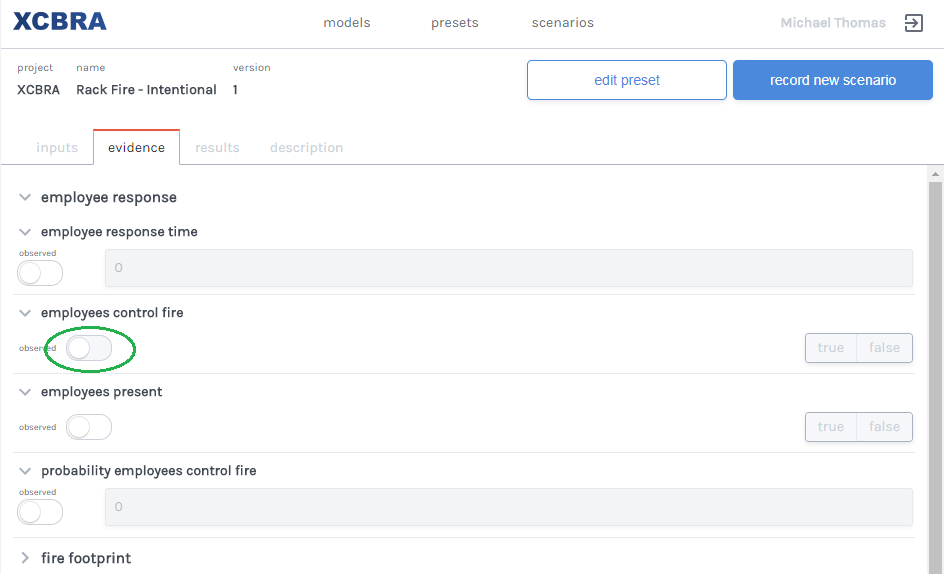 XCBRA models presets scenarios Michael Thomas
project name version
XCBRA Rack Fire - Intentional 1
edit preset record new scenario
inputs evidence results description
employee response
employee response time
observed
0
employees control fire
observed true false
employees present
observed true false
probability employees control fire
observed
0
fire footprint